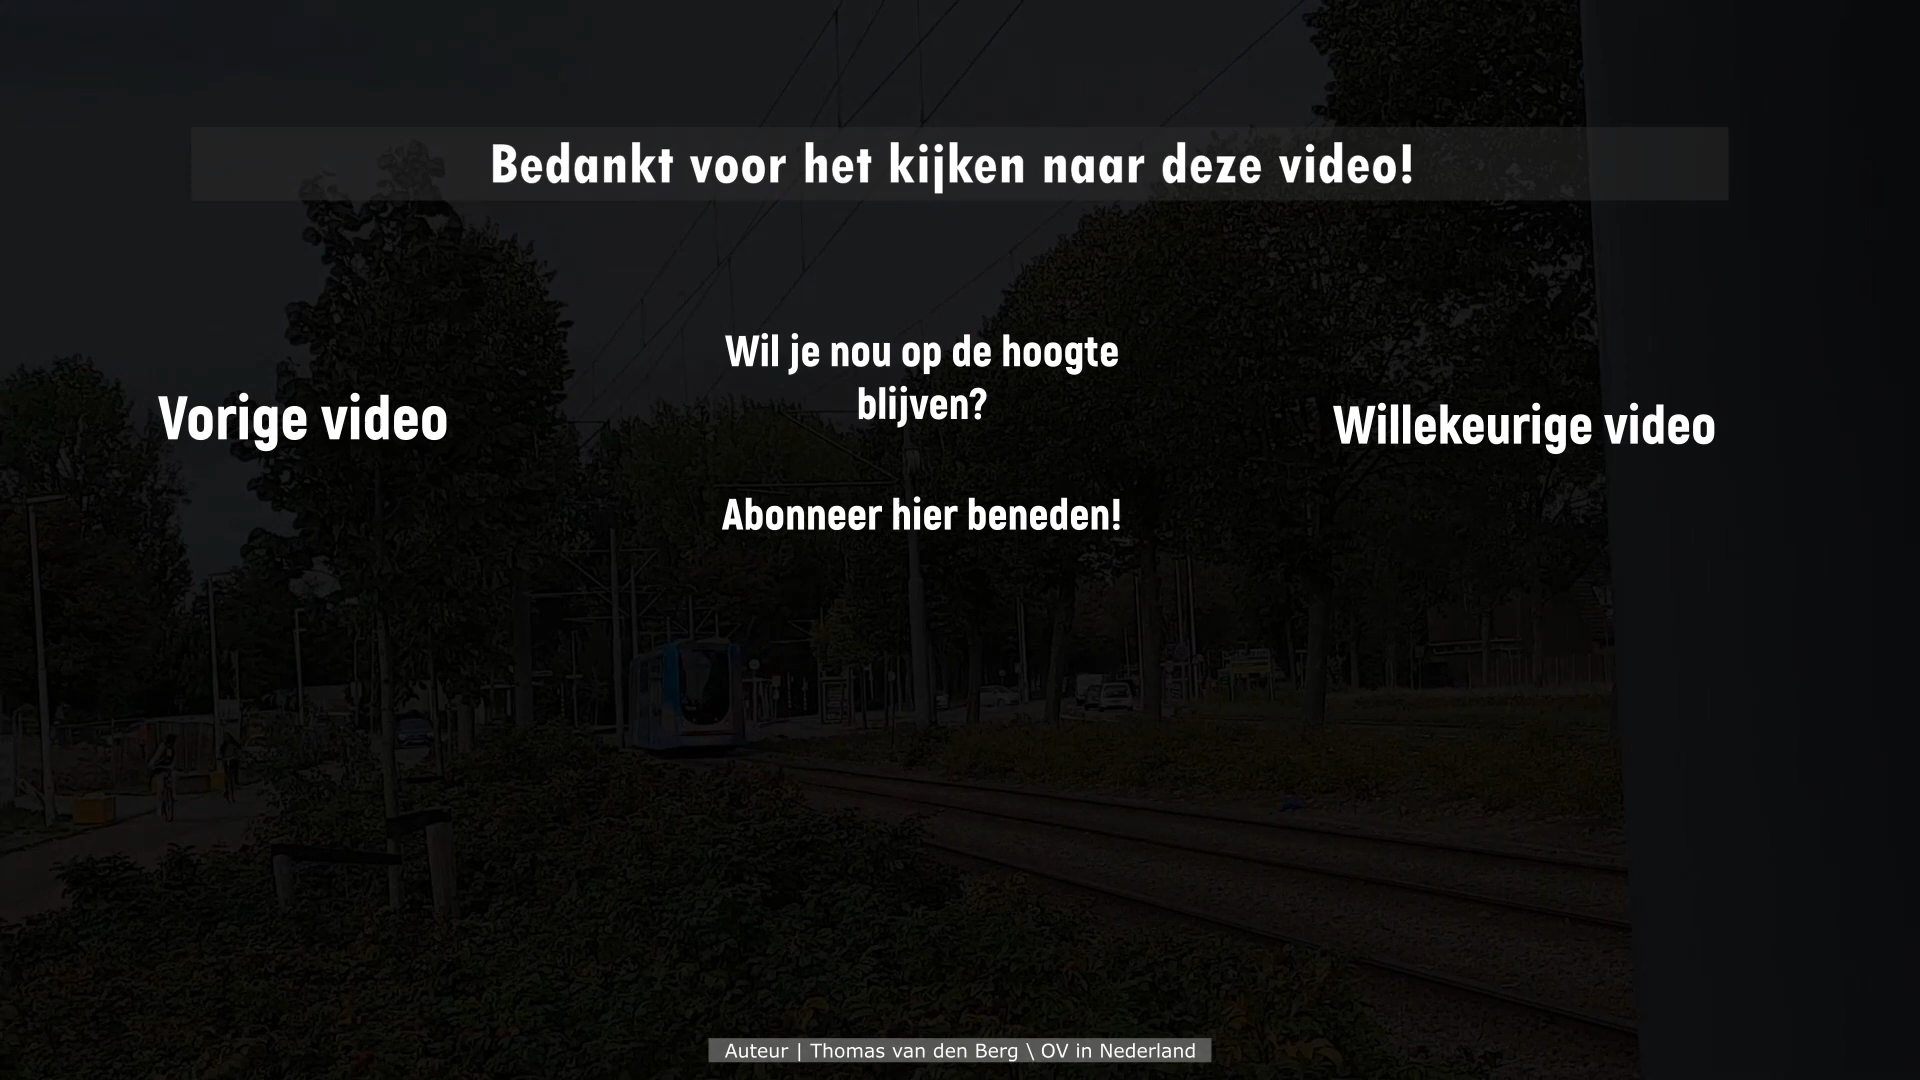 Bedankt voor het kijken naar deze video!
Wil je nou op de hoogte
blijven?
Vorige video
Willekeurige video
Abonneer hier beneden!
Auteur | Thomas van den Berg \ OV in Nederland